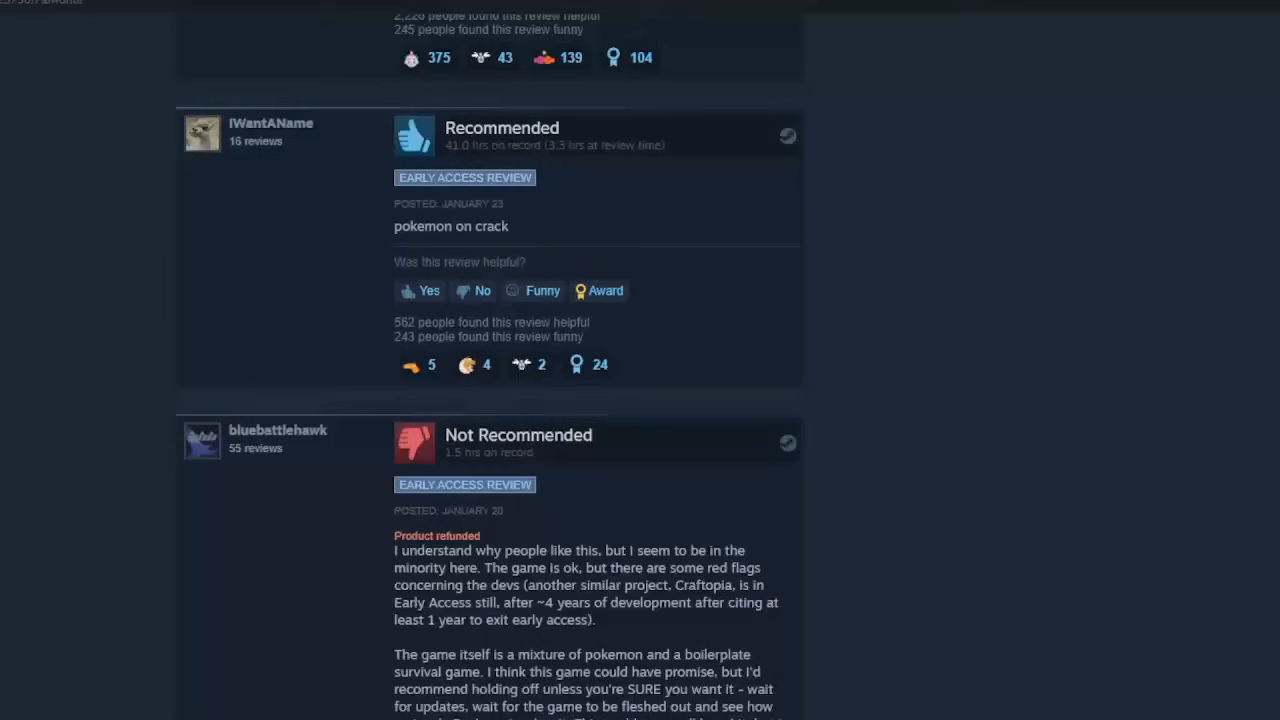 2,226 people found this review helpful
245 people found this review funny
375 43 139 104
IWantAName
16 reviews
Recommended
41.0 hrs on record (3.3 hrs at review time)
EARLY ACCESS REVIEW
POSTED: JANUARY 23
pokemon on crack
Was this review helpful?
Yes No Funny Award
562 people found this review helpful
243 people found this review funny
5 4 2 24
bluebattlehawk
55 reviews
Not Recommended
1.5 hrs on record
EARLY ACCESS REVIEW
POSTED: JANUARY 20
Product refunded
I understand why people like this, but I seem to be in the
minority here. The game is ok, but there are some red flags
concerning the devs (another similar project, Craftopia, is in
Early Access still, after ~4 years of development after citing at
least 1 year to exit early access).
The game itself is a mixture of pokemon and a boilerplate
survival game. I think this game could have promise, but I'd
recommend holding off unless you're SURE you want it - wait
for updates, wait for the game to be fleshed out and see how